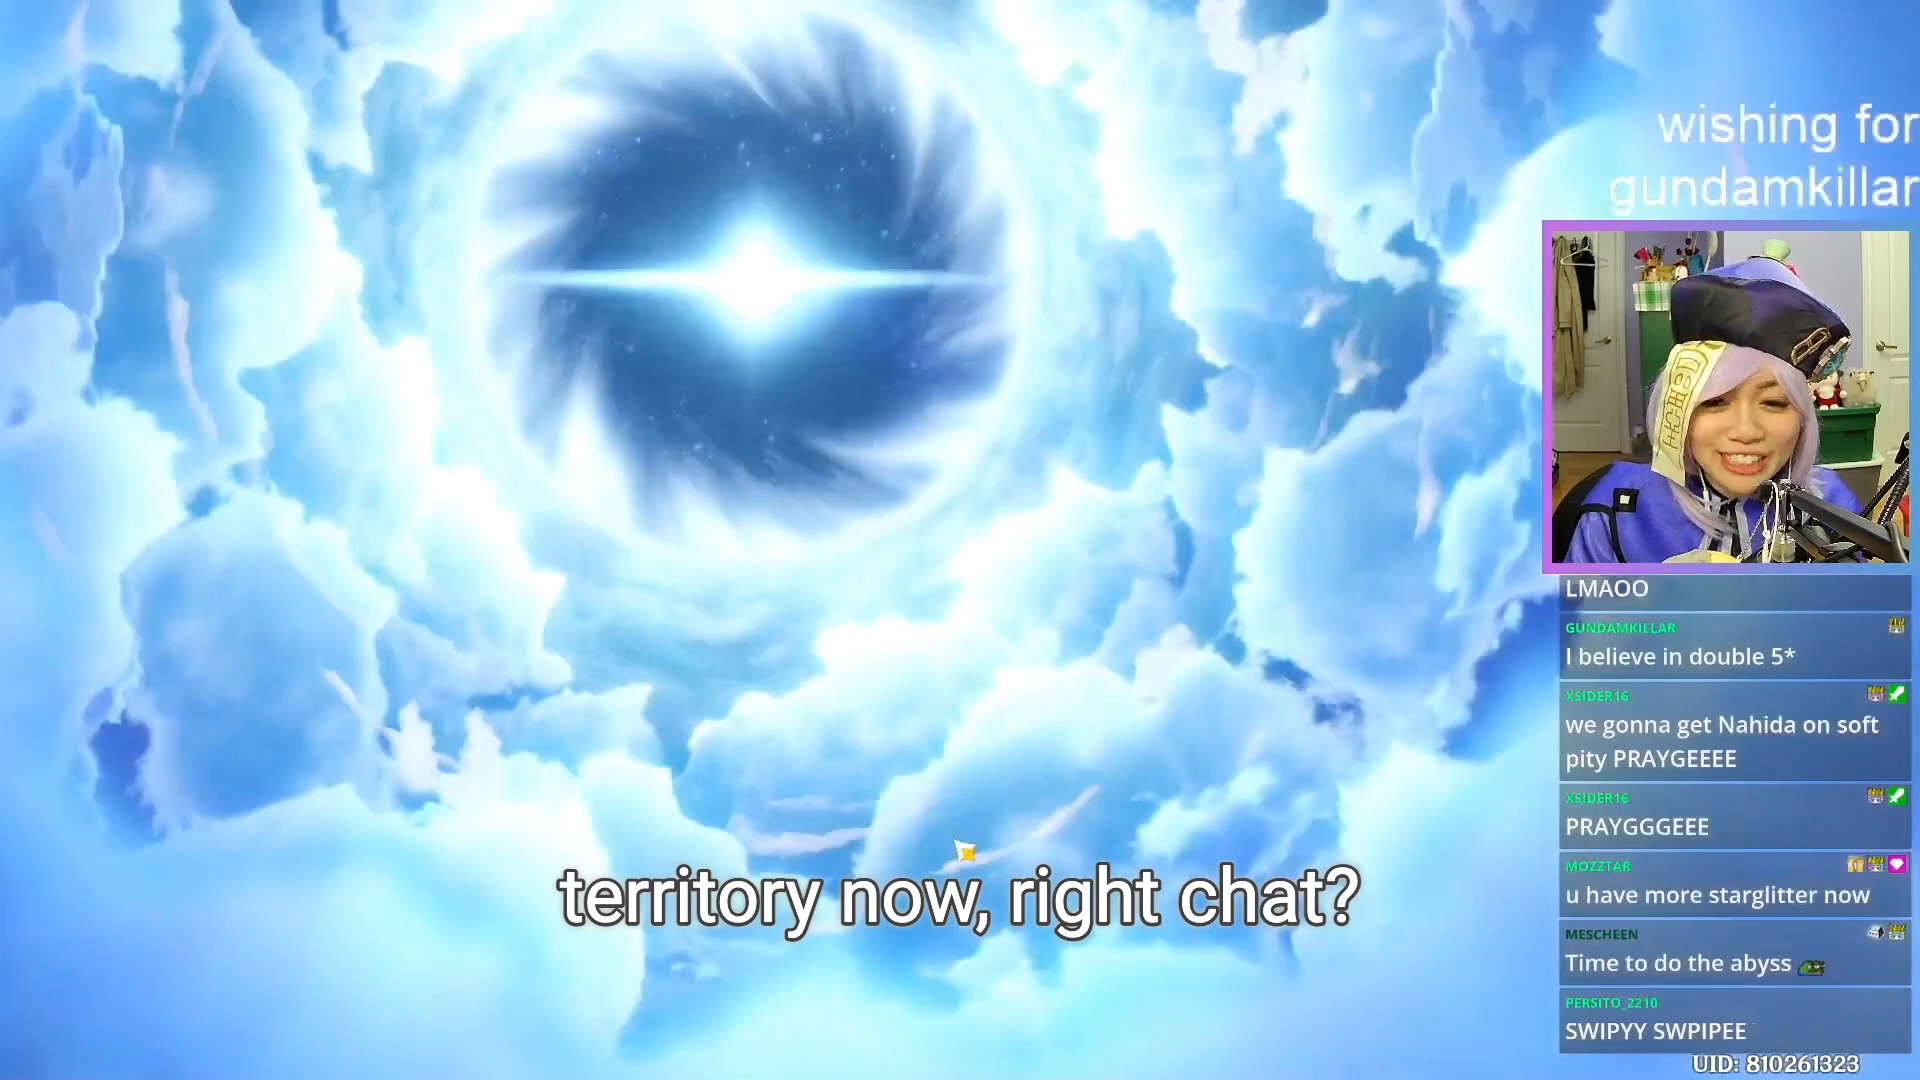 wishing for
gundamkillar
LMAOO
GUNDAMKILLAR
I believe in double 5*
XSIDER16
we gonna get Nahida on soft
pity PRAYGEEEE
XSIDER16
PRAYGGGEEE
MOZZTAR
u have more starglitter now
MESCHEEN
Time to do the abyss
PERSITO_2210
SWIPYY SWPIPEE
territory now, right chat?
UID: 810261323